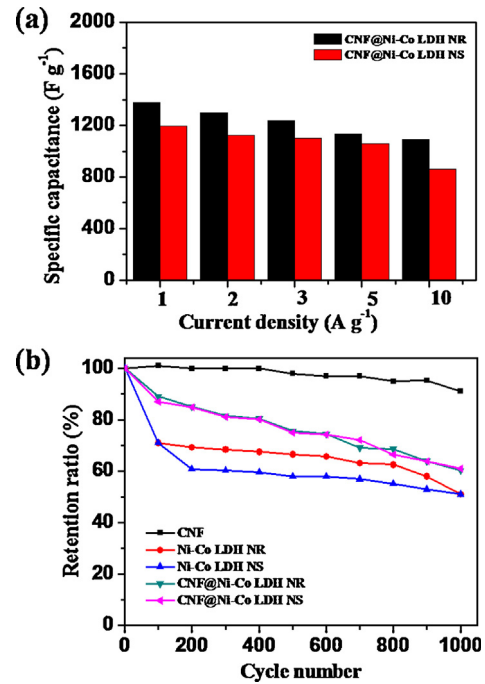 (a)
CNF@Ni-Co LDH NR
CNF@Ni-Co LDH NS
2000
1600
1200
800
400
0
Specific capacitance (F g-1)
1 2 3 5 10
Current density (A g-1)
(b)
100
80
60
40
20
0
Retention ratio (%)
CNF
Ni-Co LDH NR
Ni-Co LDH NS
CNF@Ni-Co LDH NR
CNF@Ni-Co LDH NS
0 200 400 600 800 1000
Cycle number